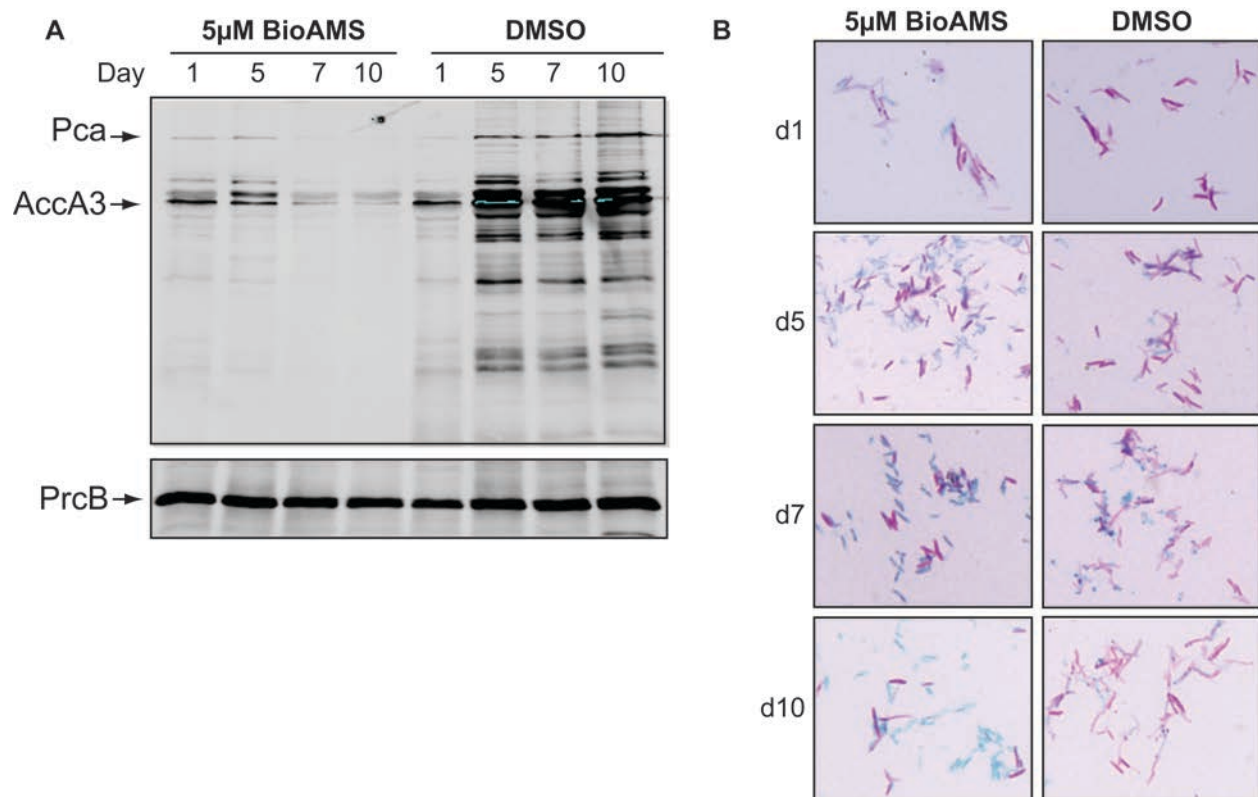 A
5µM BioAMS DMSO
Day 1 5 7 10 1 5 7 10
Pca
AccA3
PrcB
B
5µM BioAMS DMSO
d1
d5
d7
d10